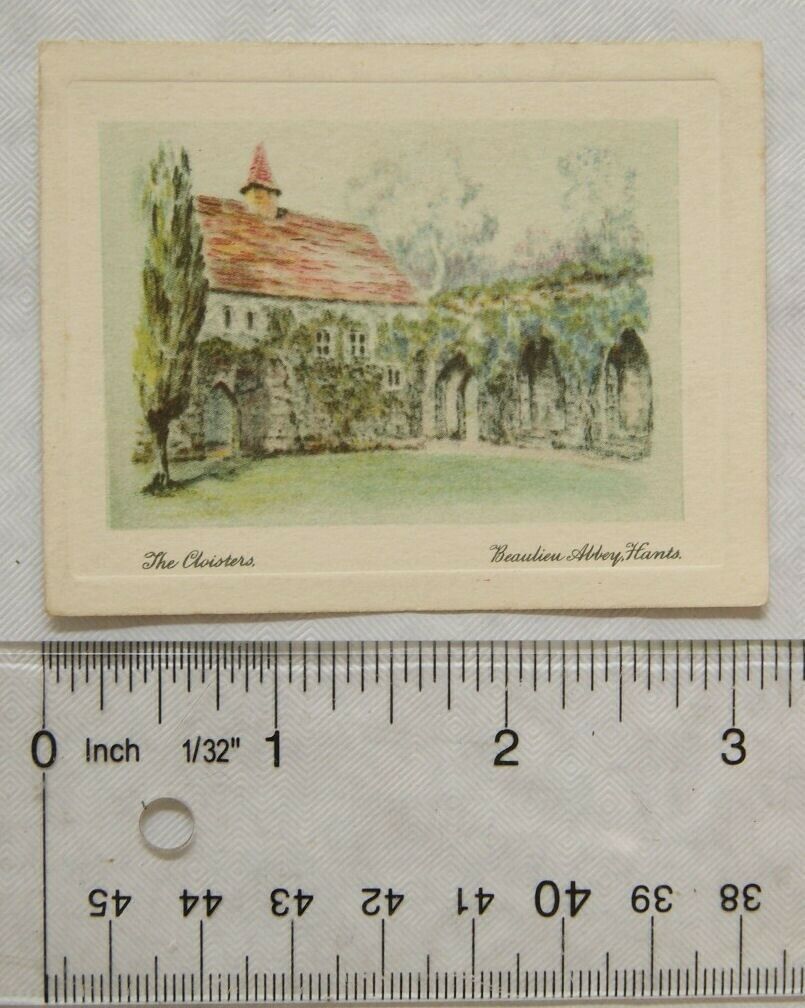 The Cloisters. Beaulieu Abbey, Hants.
0 Inch 1/32" 1 2 3
45 44 43 42 41 40 39 38